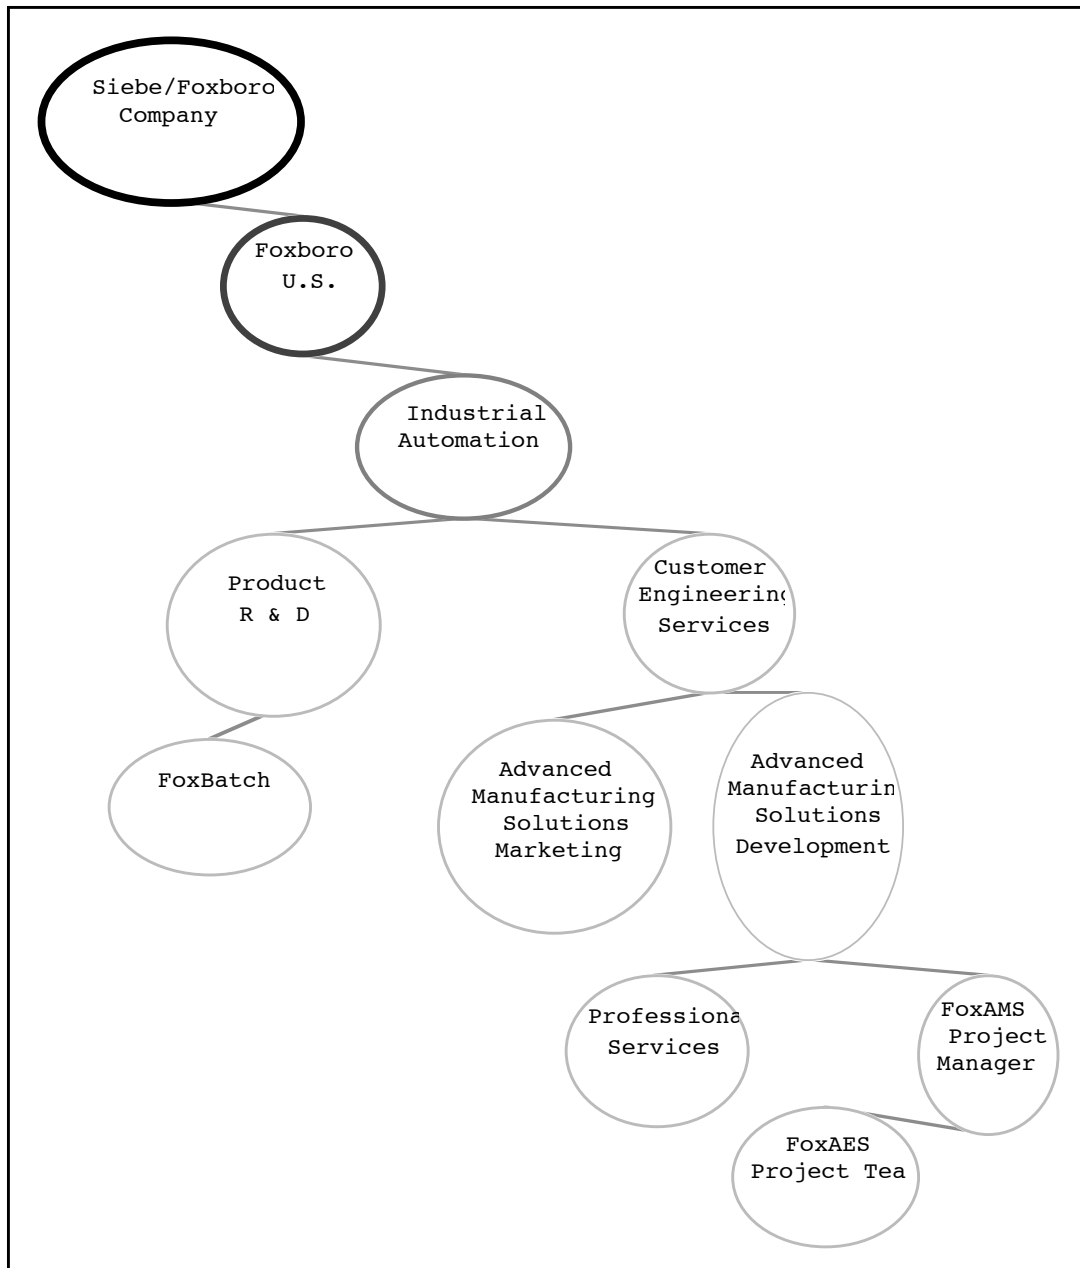 Siebe/Foxboro
Company
Foxboro
U.S.
Industrial
Automation
Product
R & D
Customer
Engineering
Services
FoxBatch
Advanced
Manufacturing
Solutions
Marketing
Advanced
Manufacturin
Solutions
Development
Professiona
Services
FoxAMS
Project
Manager
FoxAES
Project Tea